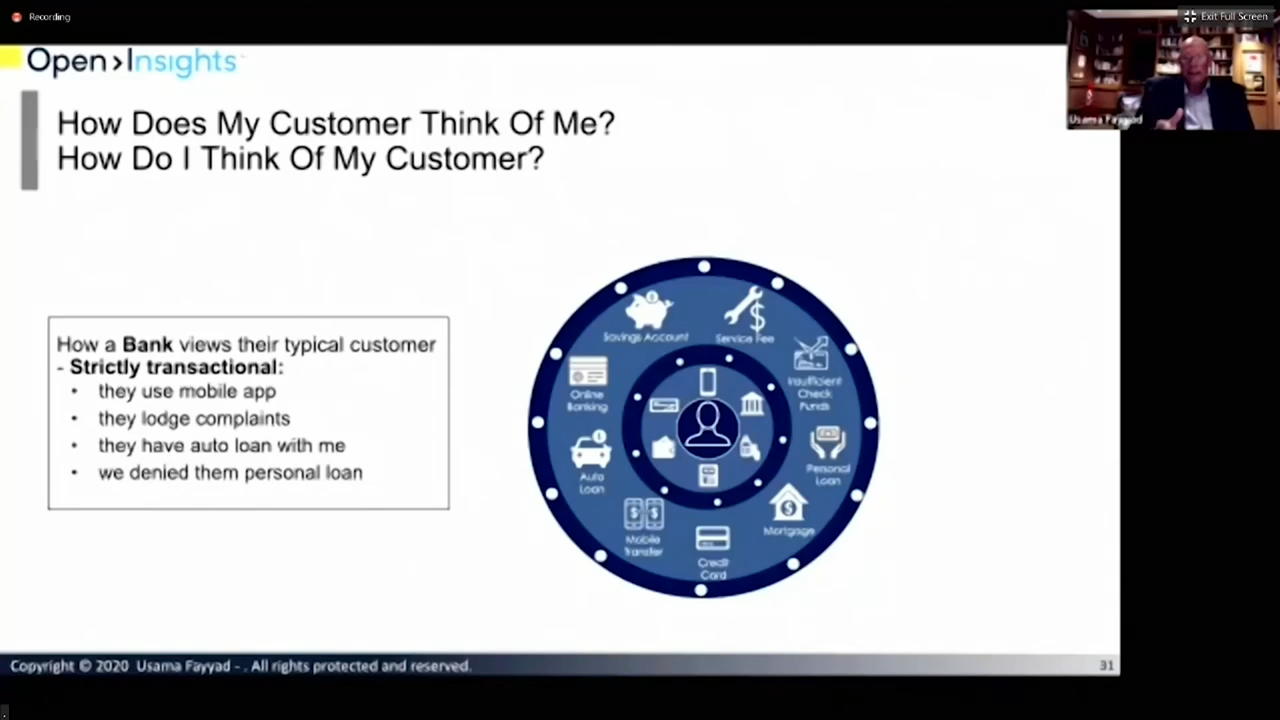 Recording
Exit Full Screen
Open>Insights
Usama Fayyad
How Does My Customer Think Of Me?
How Do I Think Of My Customer?
How a Bank views their typical customer
- Strictly transactional:
• they use mobile app
• they lodge complaints
• they have auto loan with me
• we denied them personal loan
Savings Account
Service Fee
Insufficient
Check
Funds
Online
Banking
Auto
Loan
Personal
Loan
Mobile
Transfer
Mortgage
Credit
Card
Copyright © 2020 Usama Fayyad - . All rights protected and reserved.
31